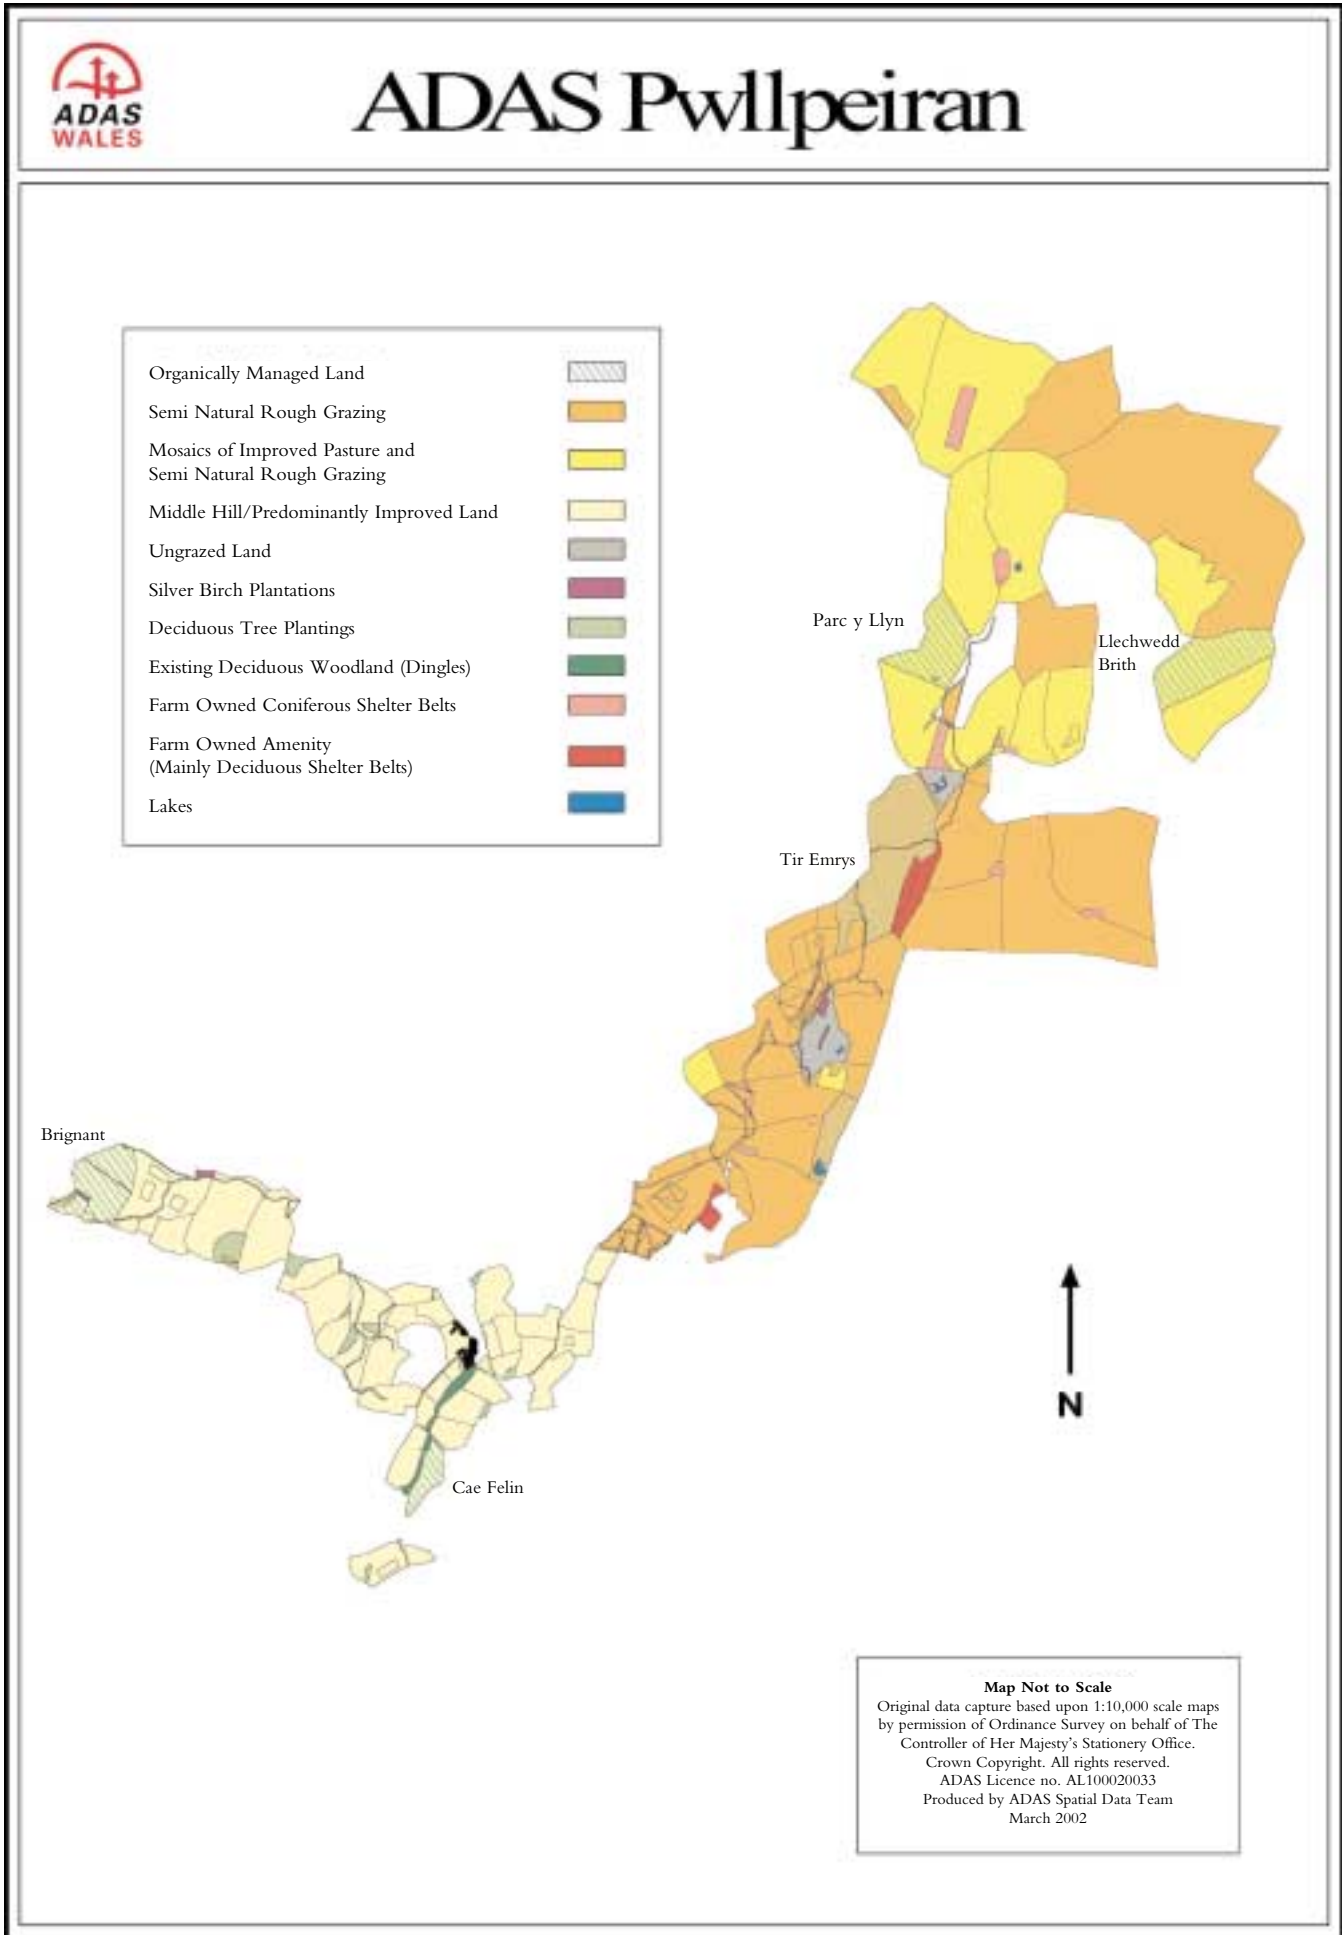 ADAS
WALES
ADAS Pwllpeiran
Organically Managed Land
Semi Natural Rough Grazing
Mosaics of Improved Pasture and
Semi Natural Rough Grazing
Middle Hill/Predominantly Improved Land
Ungrazed Land
Silver Birch Plantations
Deciduous Tree Plantings
Existing Deciduous Woodland (Dingles)
Farm Owned Coniferous Shelter Belts
Farm Owned Amenity
(Mainly Deciduous Shelter Belts)
Lakes
Parc y Llyn
Llechwedd
Brith
Tir Emrys
Brignant
Cae Felin
N
Map Not to Scale
Original data capture based upon 1:10,000 scale maps
by permission of Ordinance Survey on behalf of The
Controller of Her Majesty's Stationery Office.
Crown Copyright. All rights reserved.
ADAS Licence no. AL100020033
Produced by ADAS Spatial Data Team
March 2002